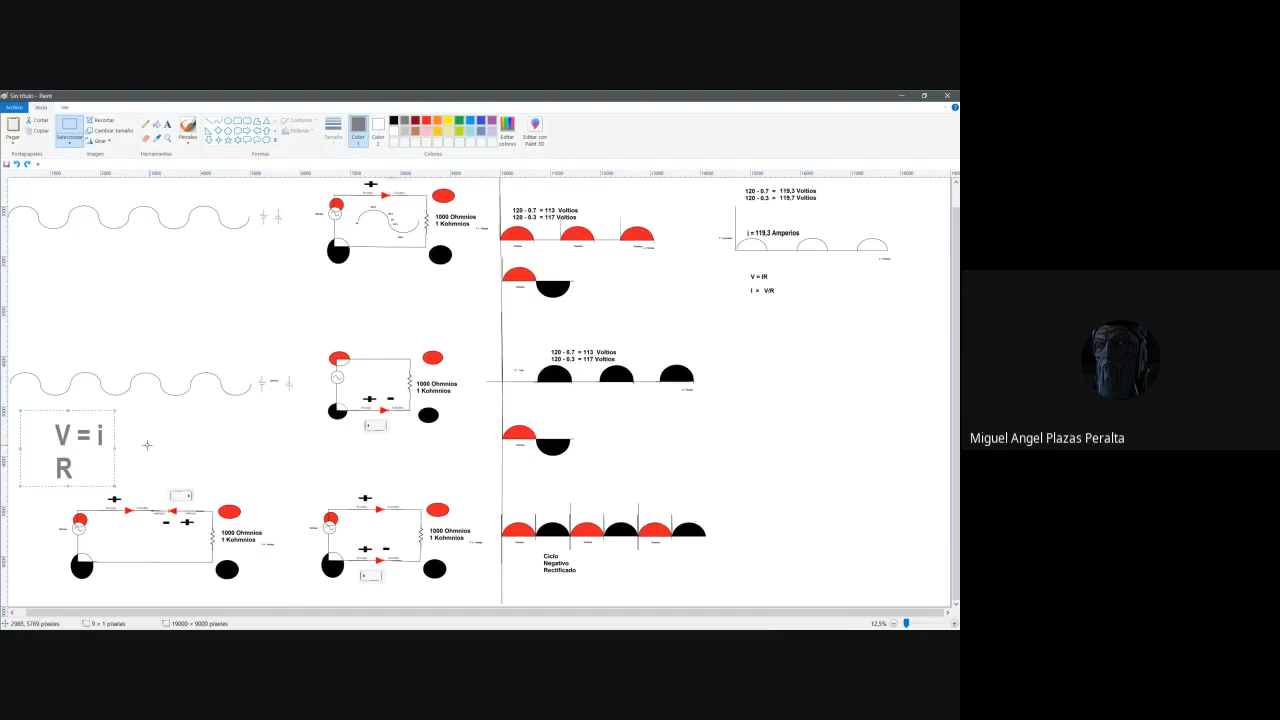 Sin título - Paint
Archivo
Inicio
Ver
Pegar
Cortar
Copiar
Portapapeles
Seleccionar
Recortar
Cambiar tamaño
Girar
Imagen
Herramientas
Pinceles
Contorno
Rellenar
Formas
Tamaño
Color 1
Color 2
Editar colores
Colores
Editar con Paint 3D
1000 Ohmnios
1 Kohmnios
120 - 0.7 = 113 Voltios
120 - 0.3 = 117 Voltios
120 - 0.7 = 119,3 Voltios
120 - 0.3 = 119,7 Voltios
i = 119,3 Amperios
V = IR
I = V/R
1000 Ohmnios
1 Kohmnios
120 - 0.7 = 113 Voltios
120 - 0.3 = 117 Voltios
V = i
R
1000 Ohmnios
1 Kohmnios
1000 Ohmnios
1 Kohmnios
Ciclo
Negativo
Rectificado
2985, 5769 píxeles
9 × 1 píxeles
19000 × 9000 píxeles
12,5%
Miguel Angel Plazas Peralta